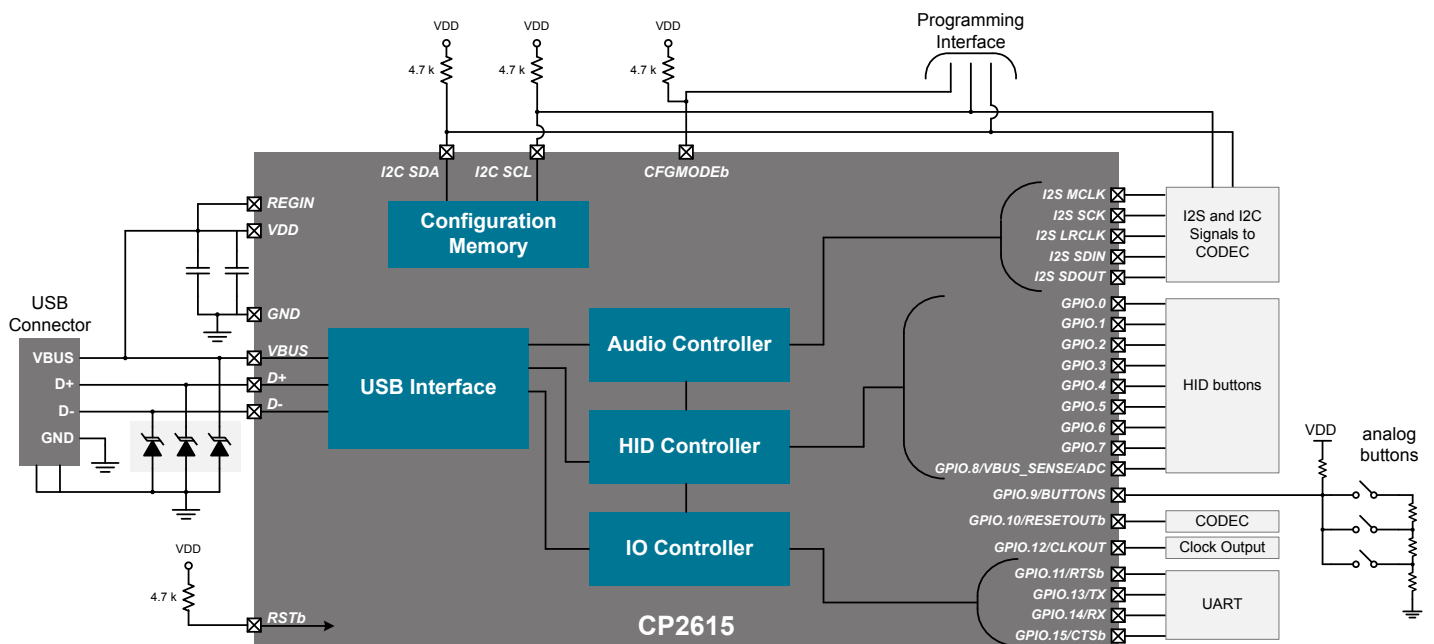 VDD
VDD
VDD
4.7 k
4.7 k
4.7 k
Programming
Interface
I2C SDA
I2C SCL
CFGMODEb
Configuration
Memory
REGIN
VDD
GND
VBUS
D+
D-
USB
Connector
VBUS
D+
D-
GND
USB Interface
Audio Controller
HID Controller
IO Controller
VDD
4.7 k
RSTb
CP2615
I2S MCLK
I2S SCK
I2S LRCLK
I2S SDIN
I2S SDOUT
I2S and I2C
Signals to
CODEC
GPIO.0
GPIO.1
GPIO.2
GPIO.3
GPIO.4
GPIO.5
GPIO.6
GPIO.7
GPIO.8/VBUS_SENSE/ADC
HID buttons
GPIO.9/BUTTONS
VDD
analog
buttons
GPIO.10/RESETOUTb
CODEC
GPIO.12/CLKOUT
Clock Output
GPIO.11/RTSb
GPIO.13/TX
GPIO.14/RX
GPIO.15/CTSb
UART